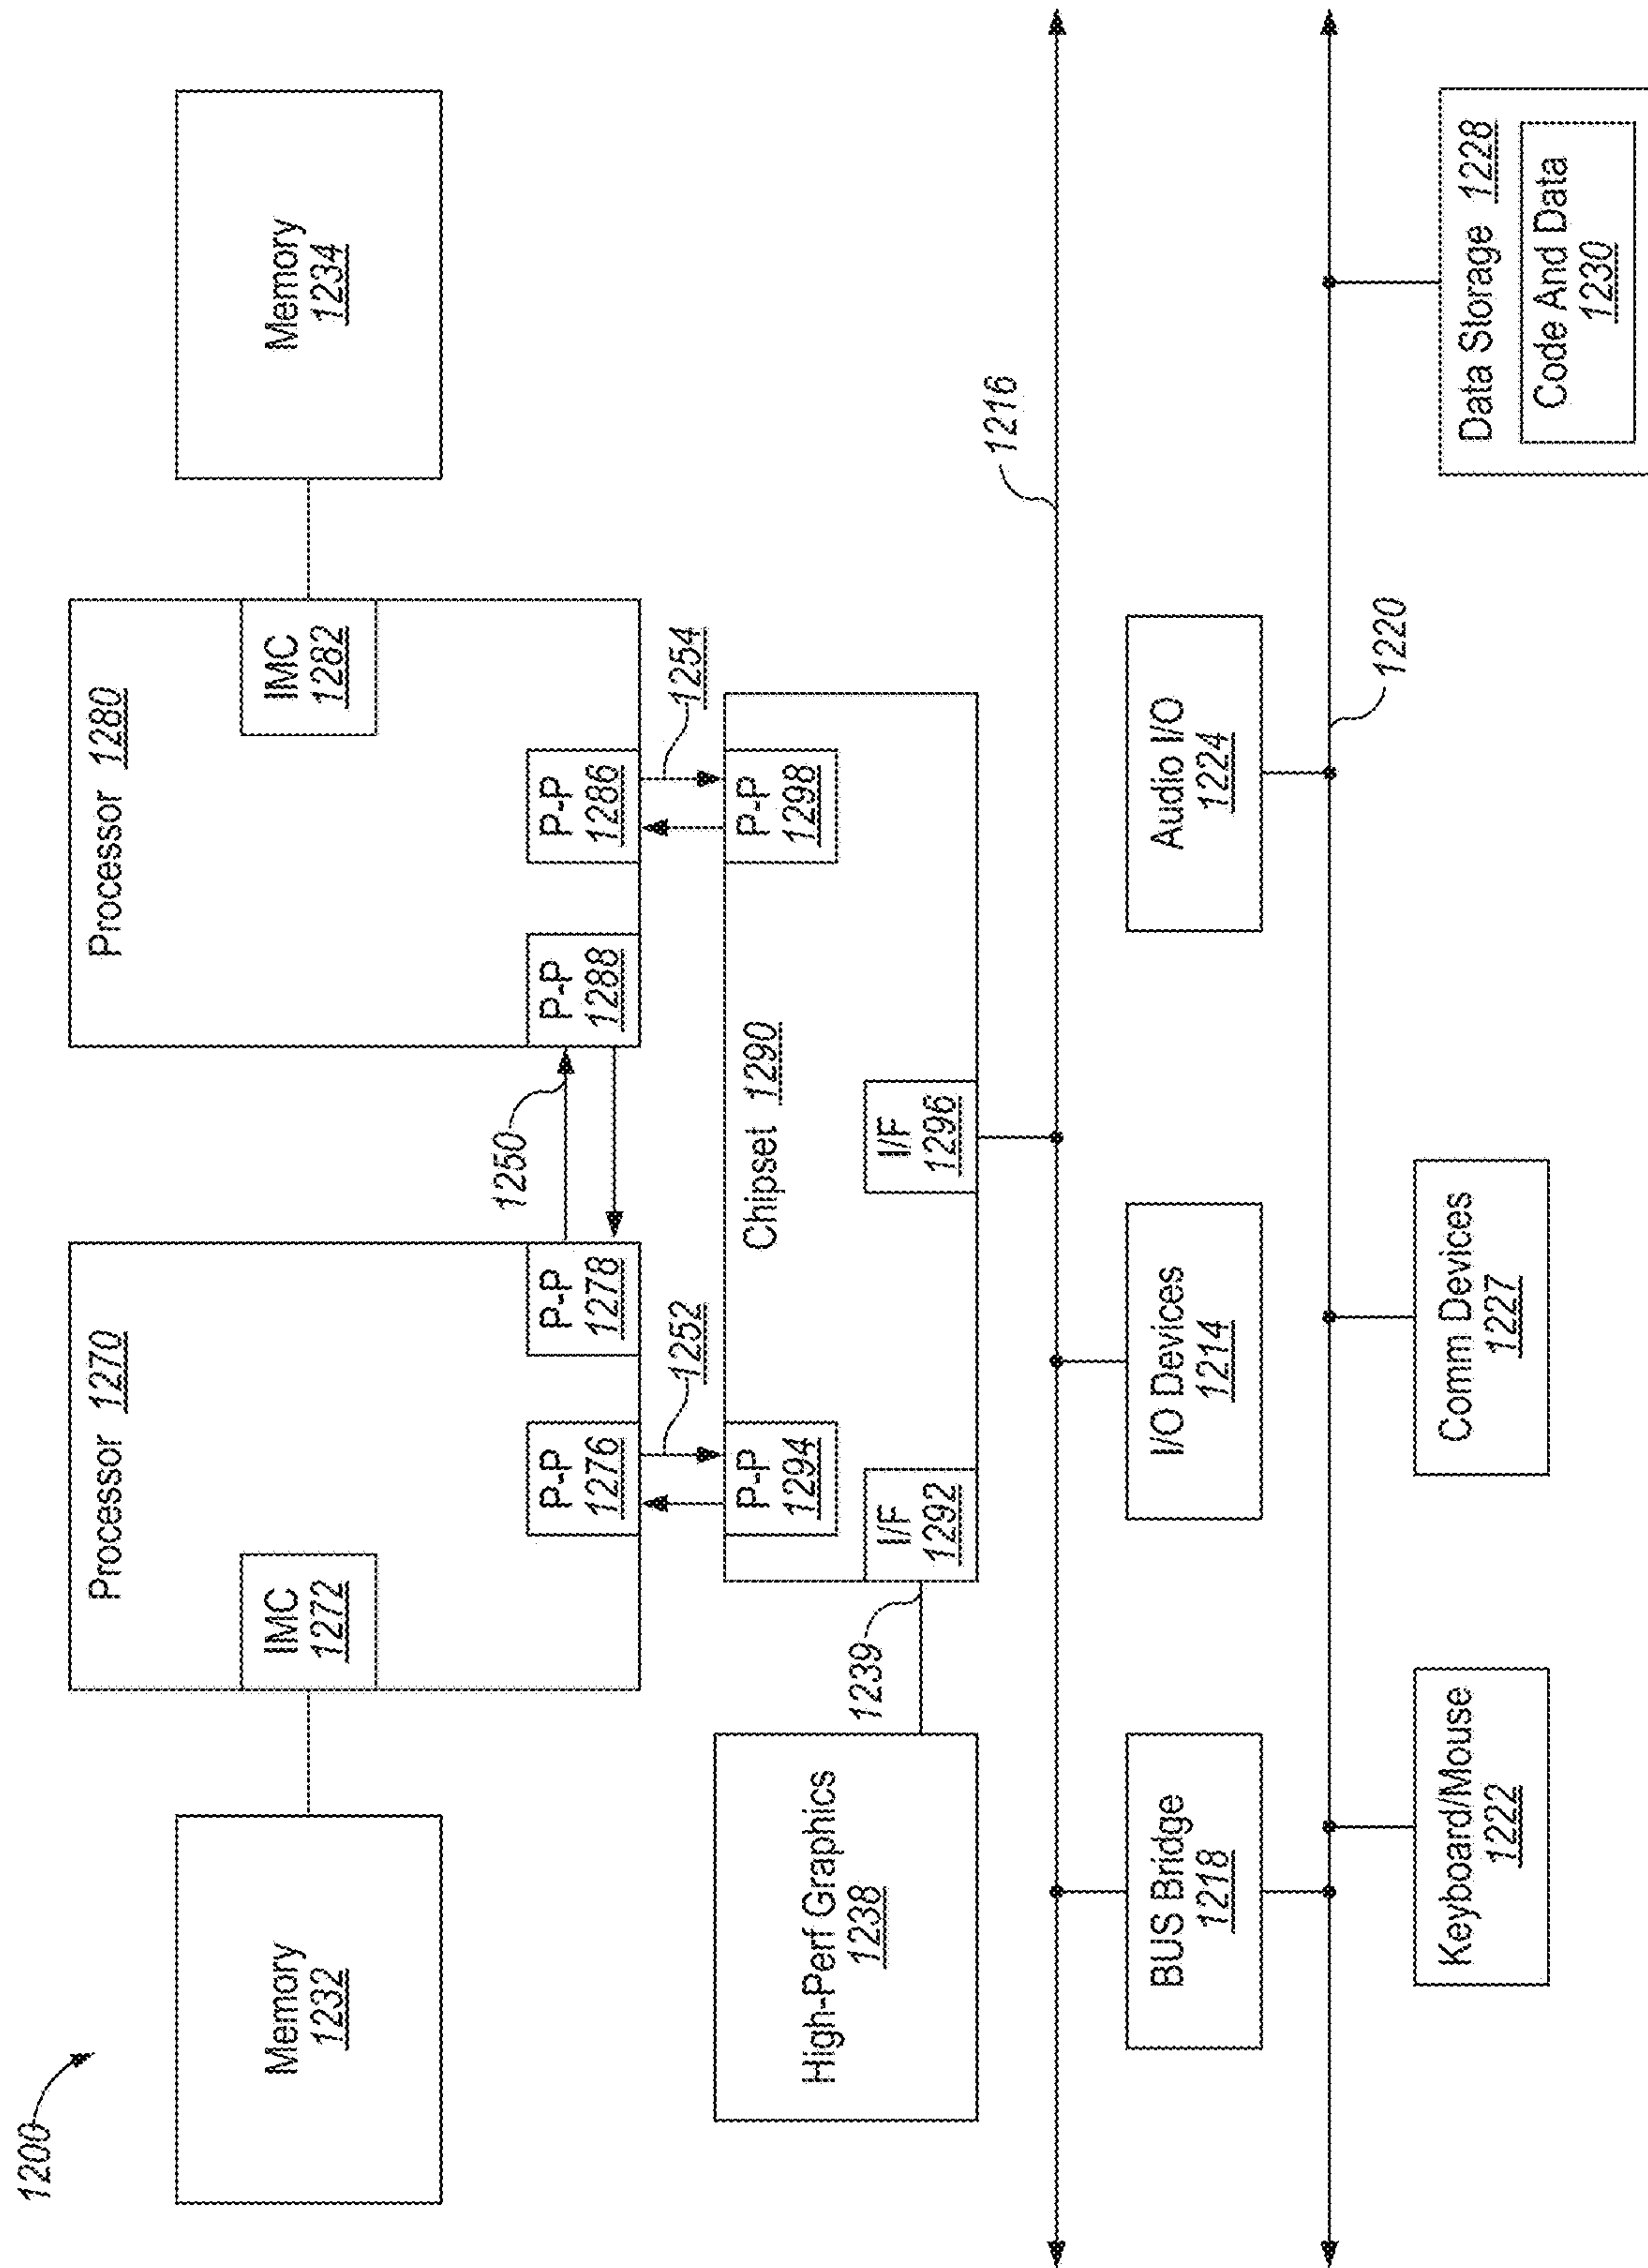 1200
Processor 1270
Processor 1280
Memory
1232
IMC
1272
IMC
1282
Memory
1234
1250
P-P
1276
P-P
1278
P-P
1288
P-P
1286
1252
1254
High-Perf Graphics
1238
1239
P-P
1294
Chipset 1290
P-P
1298
I/F
1292
I/F
1296
1216
BUS Bridge
1218
I/O Devices
1214
Audio I/O
1224
1220
Keyboard/Mouse
1222
Comm Devices
1227
Data Storage 1228
Code And Data
1230